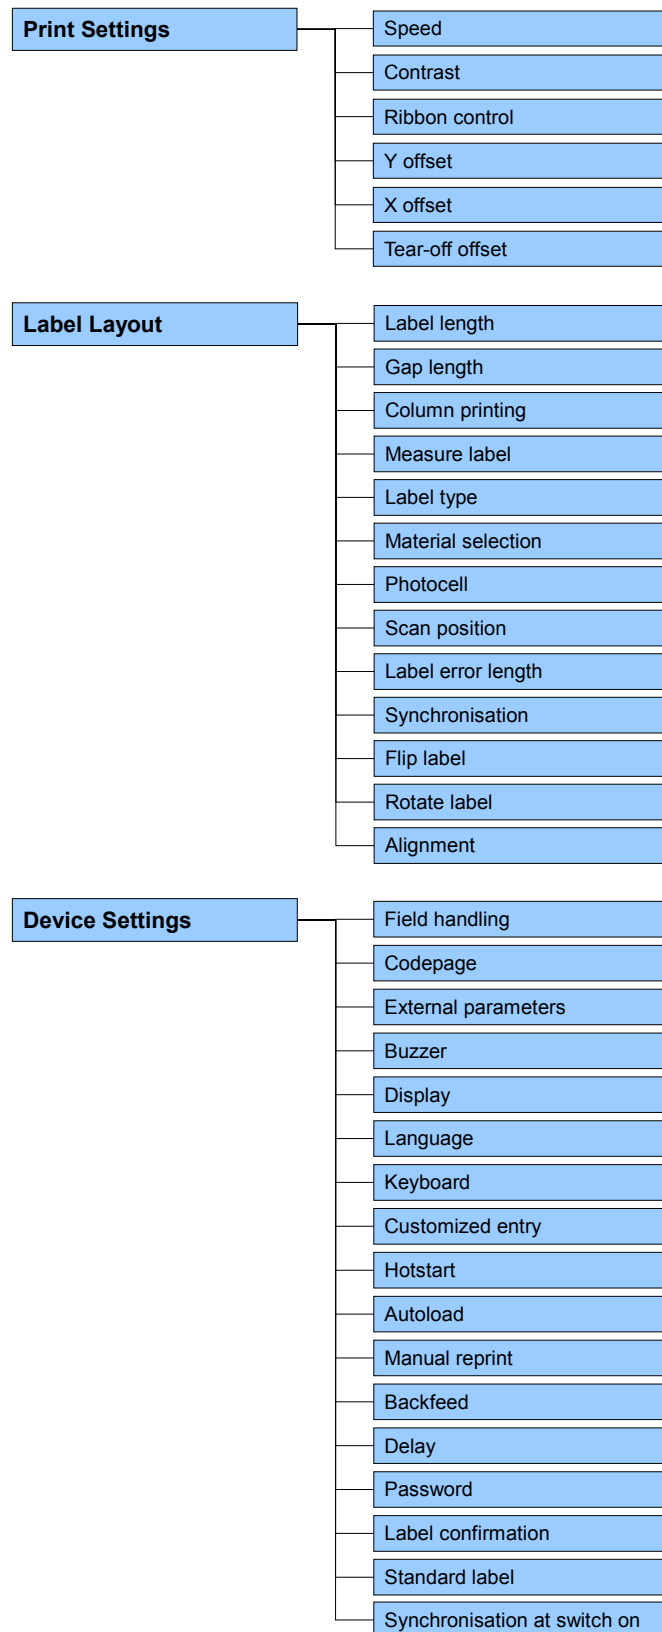 Print Settings
Speed
Contrast
Ribbon control
Y offset
X offset
Tear-off offset
Label Layout
Label length
Gap length
Column printing
Measure label
Label type
Material selection
Photocell
Scan position
Label error length
Synchronisation
Flip label
Rotate label
Alignment
Device Settings
Field handling
Codepage
External parameters
Buzzer
Display
Language
Keyboard
Customized entry
Hotstart
Autoload
Manual reprint
Backfeed
Delay
Password
Label confirmation
Standard label
Synchronisation at switch on